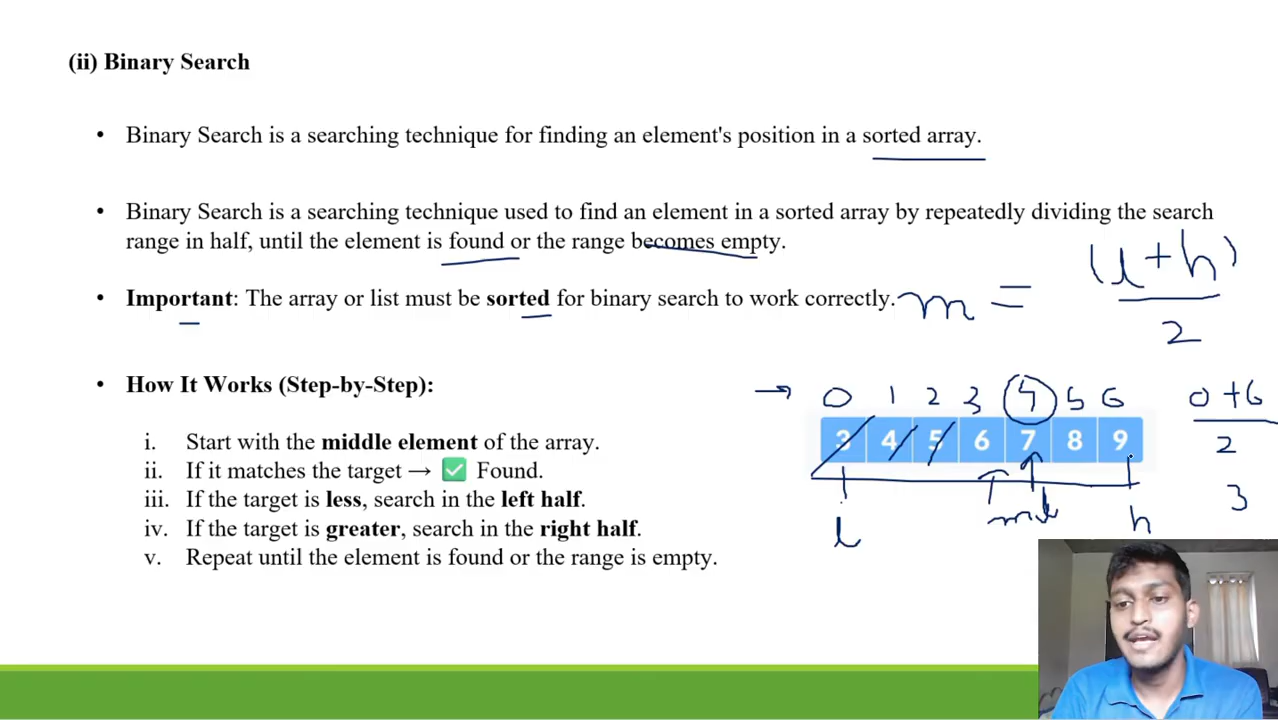 (ii) Binary Search
• Binary Search is a searching technique for finding an element's position in a sorted array.
• Binary Search is a searching technique used to find an element in a sorted array by repeatedly dividing the search
range in half, until the element is found or the range becomes empty.
• Important: The array or list must be sorted for binary search to work correctly.
m = (l+h)
2
• How It Works (Step-by-Step):
i. Start with the middle element of the array.
ii. If it matches the target → ✅ Found.
iii. If the target is less, search in the left half.
iv. If the target is greater, search in the right half.
v. Repeat until the element is found or the range is empty.
→ 0 1 2 3 4 5 6
3 4 5 6 7 8 9
l mid h
0+6
2
3